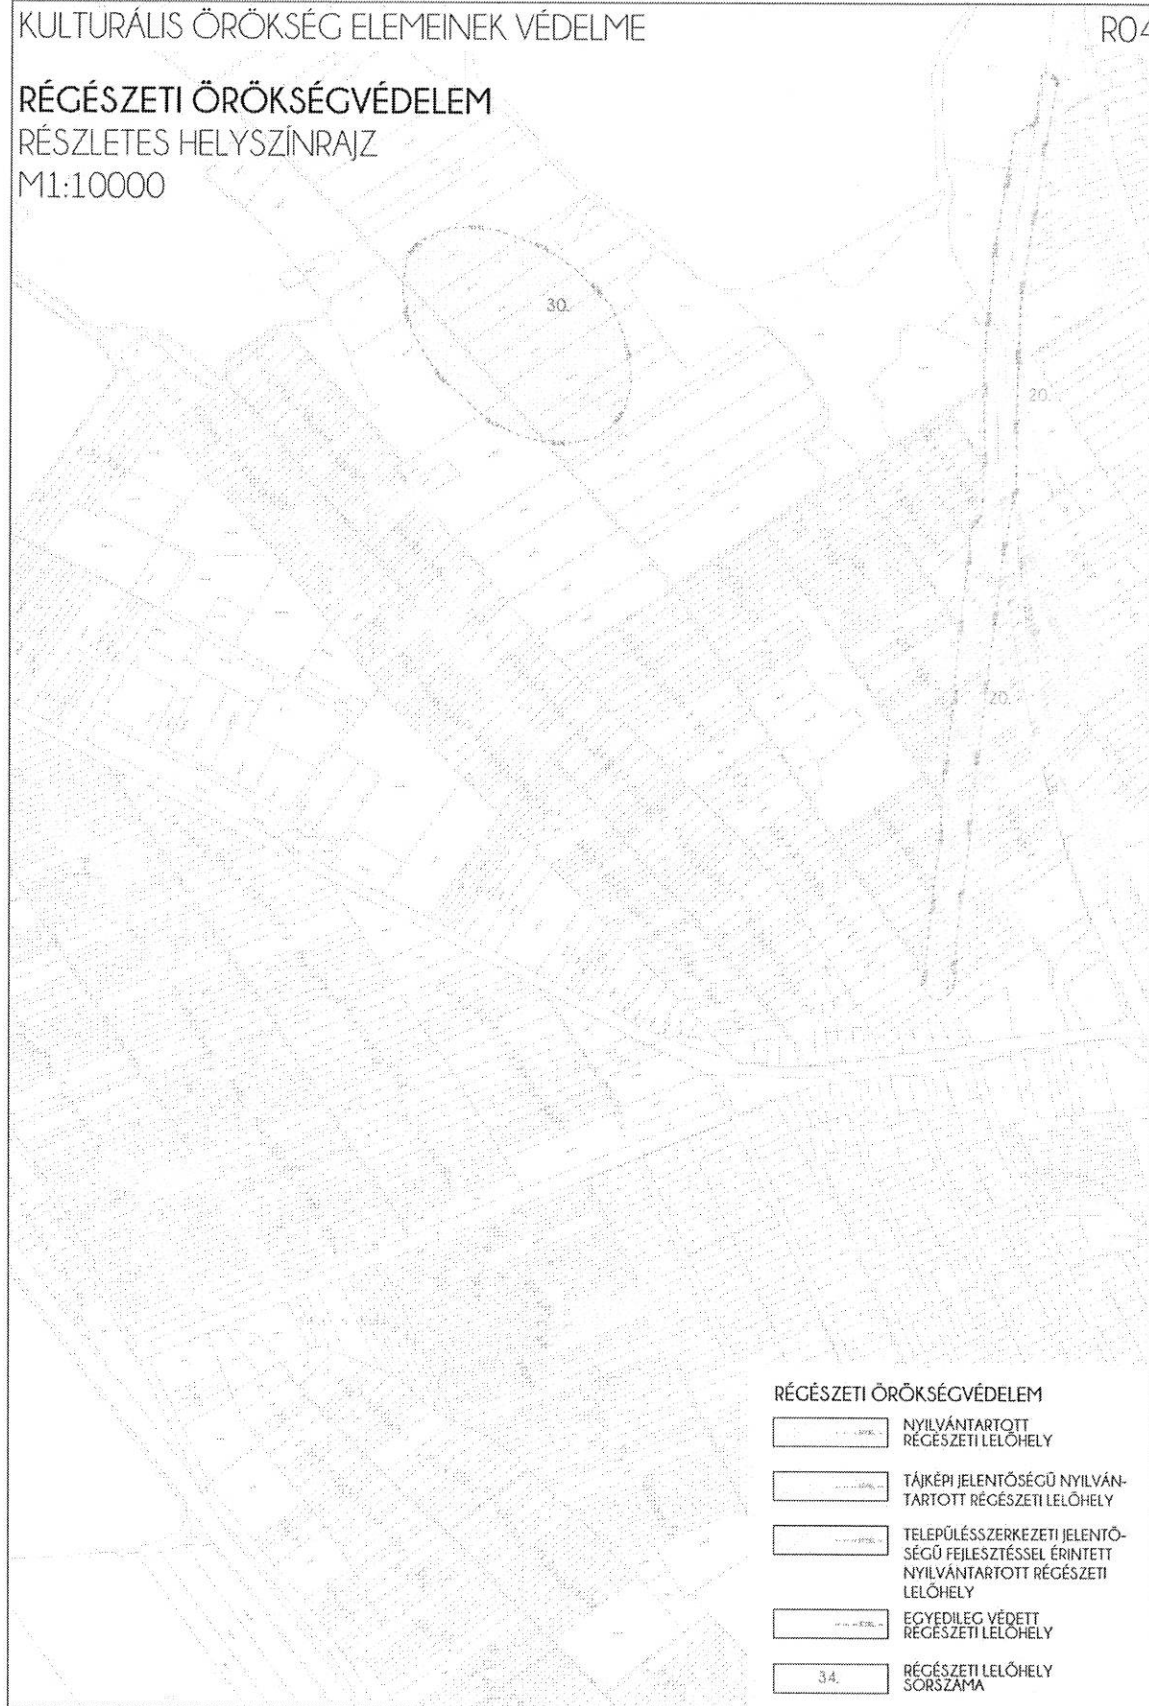 KULTURÁLIS ÖRÖKSÉG ELEMEINEK VÉDELME
R04
RÉGÉSZETI ÖRÖKSÉGVÉDELEM
RÉSZLETES HELYSZÍNRAJZ
M1:10000
30.
20.
20.
RÉGÉSZETI ÖRÖKSÉGVÉDELEM
NYILVÁNTARTOTT
RÉGÉSZETI LELŐHELY
TÁJKÉPI JELENTŐSÉGŰ NYILVÁN-
TARTOTT RÉGÉSZETI LELŐHELY
TELEPÜLÉSSZERKEZETI JELENTŐ-
SÉGŰ FEJLESZTÉSSEL ÉRINTETT
NYILVÁNTARTOTT RÉGÉSZETI
LELŐHELY
EGYEDILEG VÉDETT
RÉGÉSZETI LELŐHELY
34.
RÉGÉSZETI LELŐHELY
SORSZÁMA